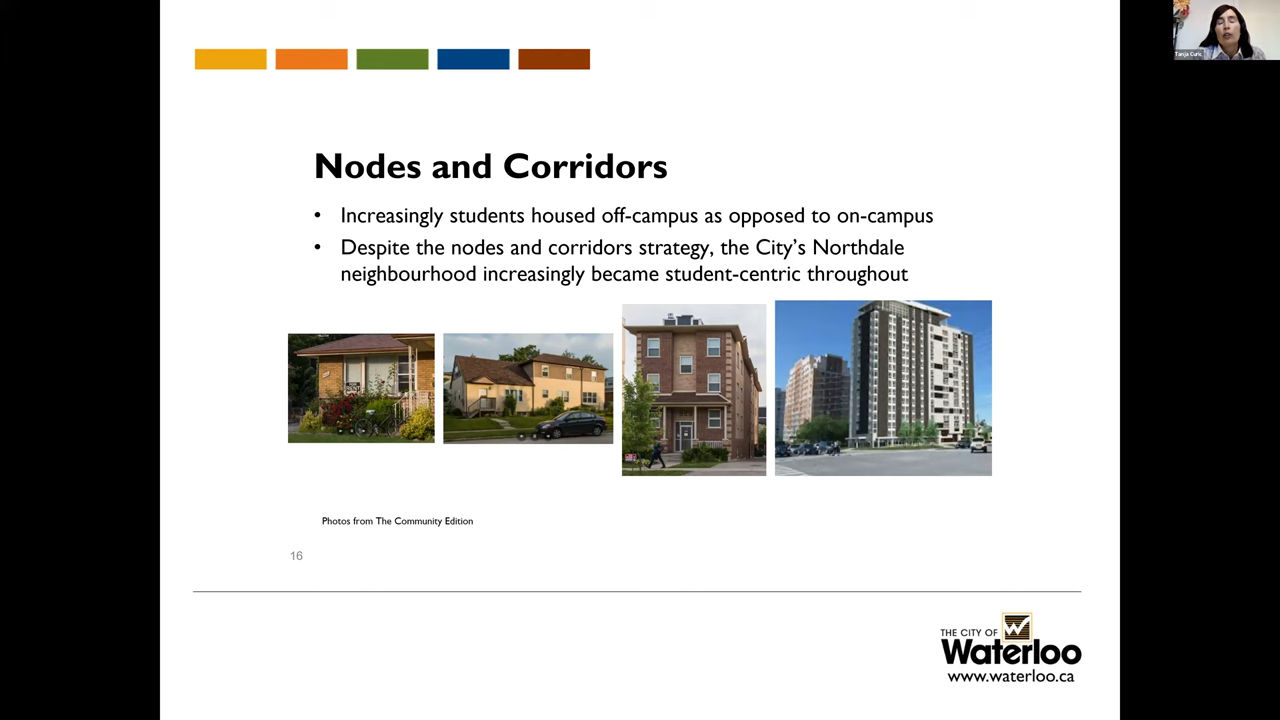 Tanja Curic
Nodes and Corridors
• Increasingly students housed off-campus as opposed to on-campus
• Despite the nodes and corridors strategy, the City's Northdale
neighbourhood increasingly became student-centric throughout
Photos from The Community Edition
16
THE CITY OF
Waterloo
www.waterloo.ca